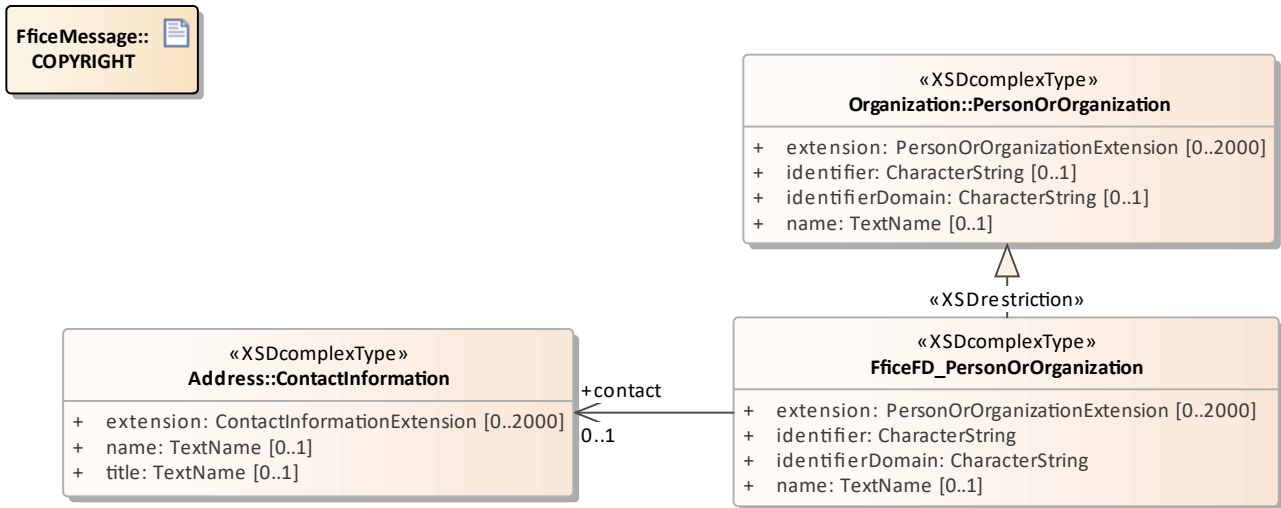 FficeMessage::
COPYRIGHT
«XSDcomplexType»
Organization::PersonOrOrganization
+ extension: PersonOrOrganizationExtension [0..2000]
+ identifier: CharacterString [0..1]
+ identifierDomain: CharacterString [0..1]
+ name: TextName [0..1]
«XSDrestriction»
«XSDcomplexType»
Address::ContactInformation
+ extension: ContactInformationExtension [0..2000]
+ name: TextName [0..1]
+ title: TextName [0..1]
+contact
0..1
«XSDcomplexType»
FficeFD_PersonOrOrganization
+ extension: PersonOrOrganizationExtension [0..2000]
+ identifier: CharacterString
+ identifierDomain: CharacterString
+ name: TextName [0..1]